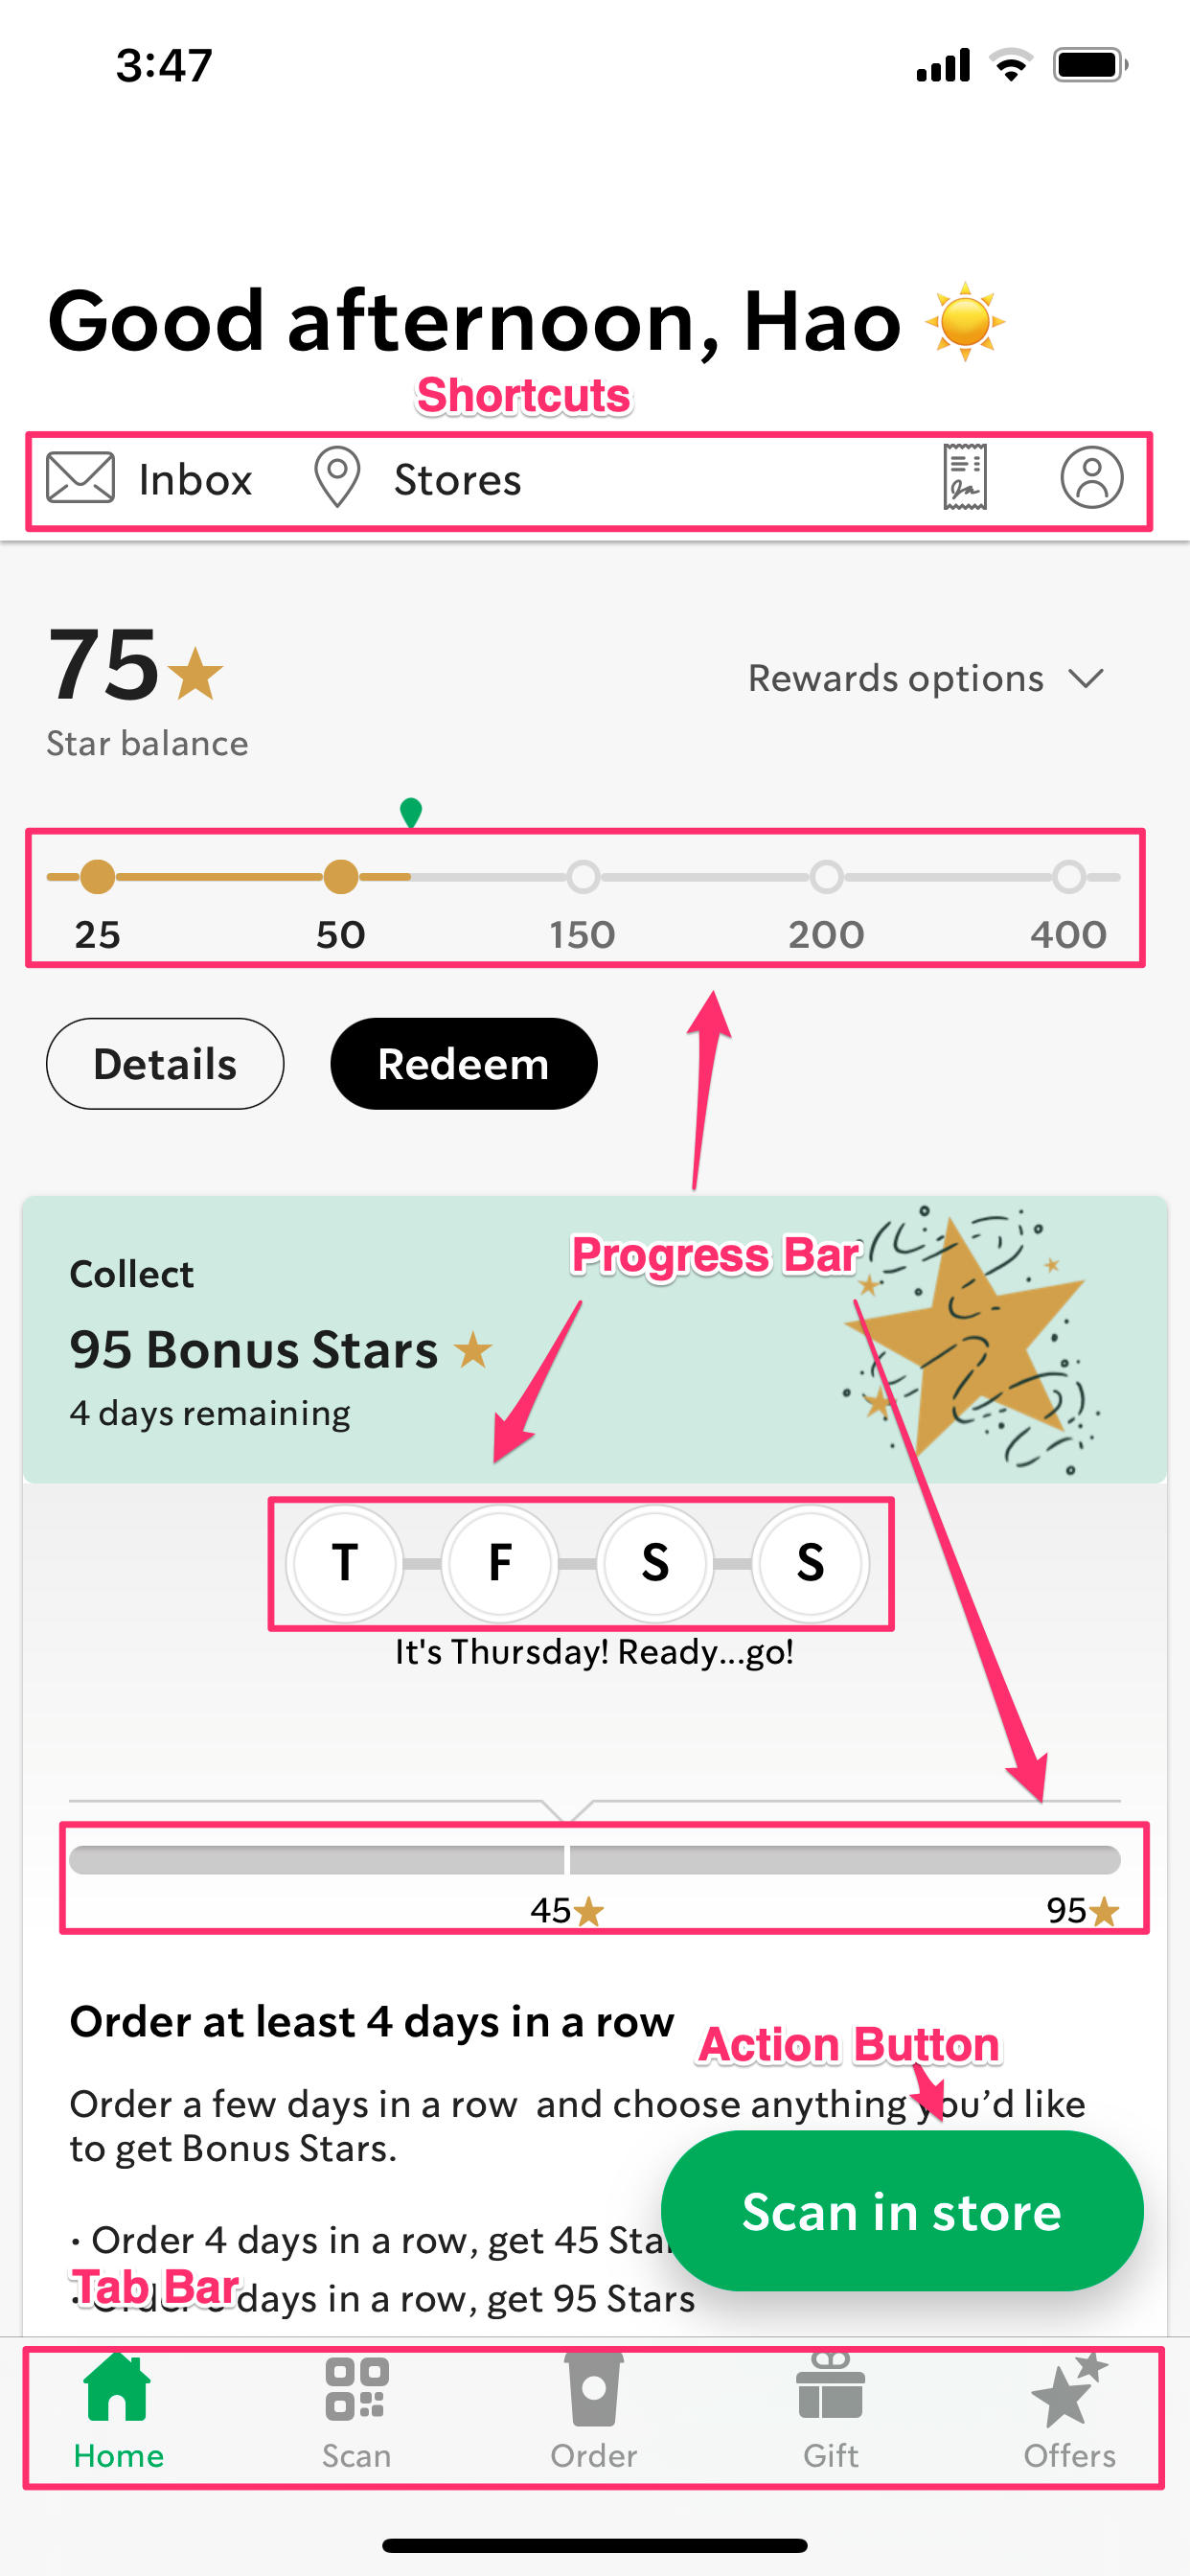 3:47
Good afternoon, Hao
Shortcuts
Inbox
Stores
75
Rewards options
Star balance
25
50
150
200
400
Details
Redeem
Collect
Progress Bar
95 Bonus Stars
4 days remaining
T
F
S
S
It's Thursday! Ready...go!
45
95
Order at least 4 days in a row
Action Button
Order a few days in a row and choose anything you’d like
to get Bonus Stars.
Scan in store
· Order 4 days in a row, get 45
Tab Bar
days in a row, get 95 Stars
Home
Scan
Order
Gift
Offers